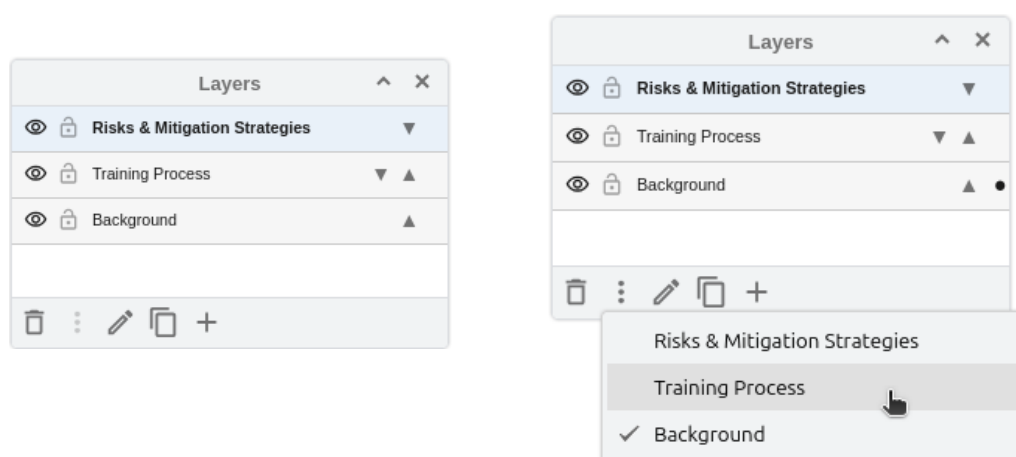 Layers
Risks & Mitigation Strategies
Training Process
Background
Layers
Risks & Mitigation Strategies
Training Process
Background
Risks & Mitigation Strategies
Training Process
Background